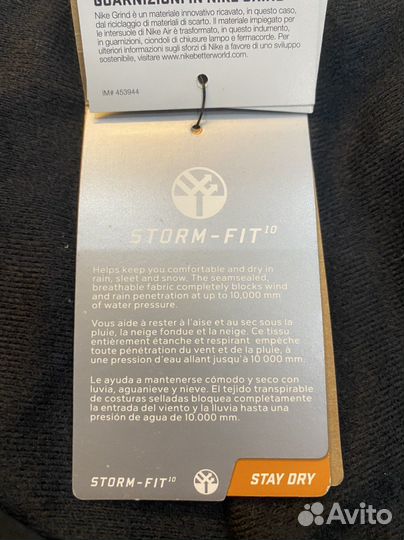 Nike Grind è un materiale innovativo ricavato, in questo caso,
dal riciclaggio di materiali di scarto. Il materiale impiegato per
le intersuole di Nike Air è trasformato, in questo indumento,
in guarnizioni, ciondoli di chiusure lampo e fermacorde. Per
ulteriori informazioni sugli sforzi di Nike a favore di uno sviluppo
sostenibile, visitare www.nikebetterworld.com.
IM# 453944
STORM-FIT 10
Helps keep you comfortable and dry in
rain, sleet and snow. The seamsealed,
breathable fabric completely blocks wind
and rain penetration at up to 10,000 mm
of water pressure.
Vous aide à rester à l'aise et au sec sous la
pluie, la neige fondue et la neige. Ce tissu
entièrement étanche et respirant empêche
toute pénétration du vent et de la pluie, à
une pression d'eau allant jusqu'à 10 000 mm.
Le ayuda a mantenerse cómodo y seco con
lluvia, aguanieve y nieve. El tejido transpirable
de costuras selladas bloquea completamente
la entrada del viento y la lluvia hasta una
presión de agua de 10.000 mm.
STORM-FIT 10
STAY DRY
Avito